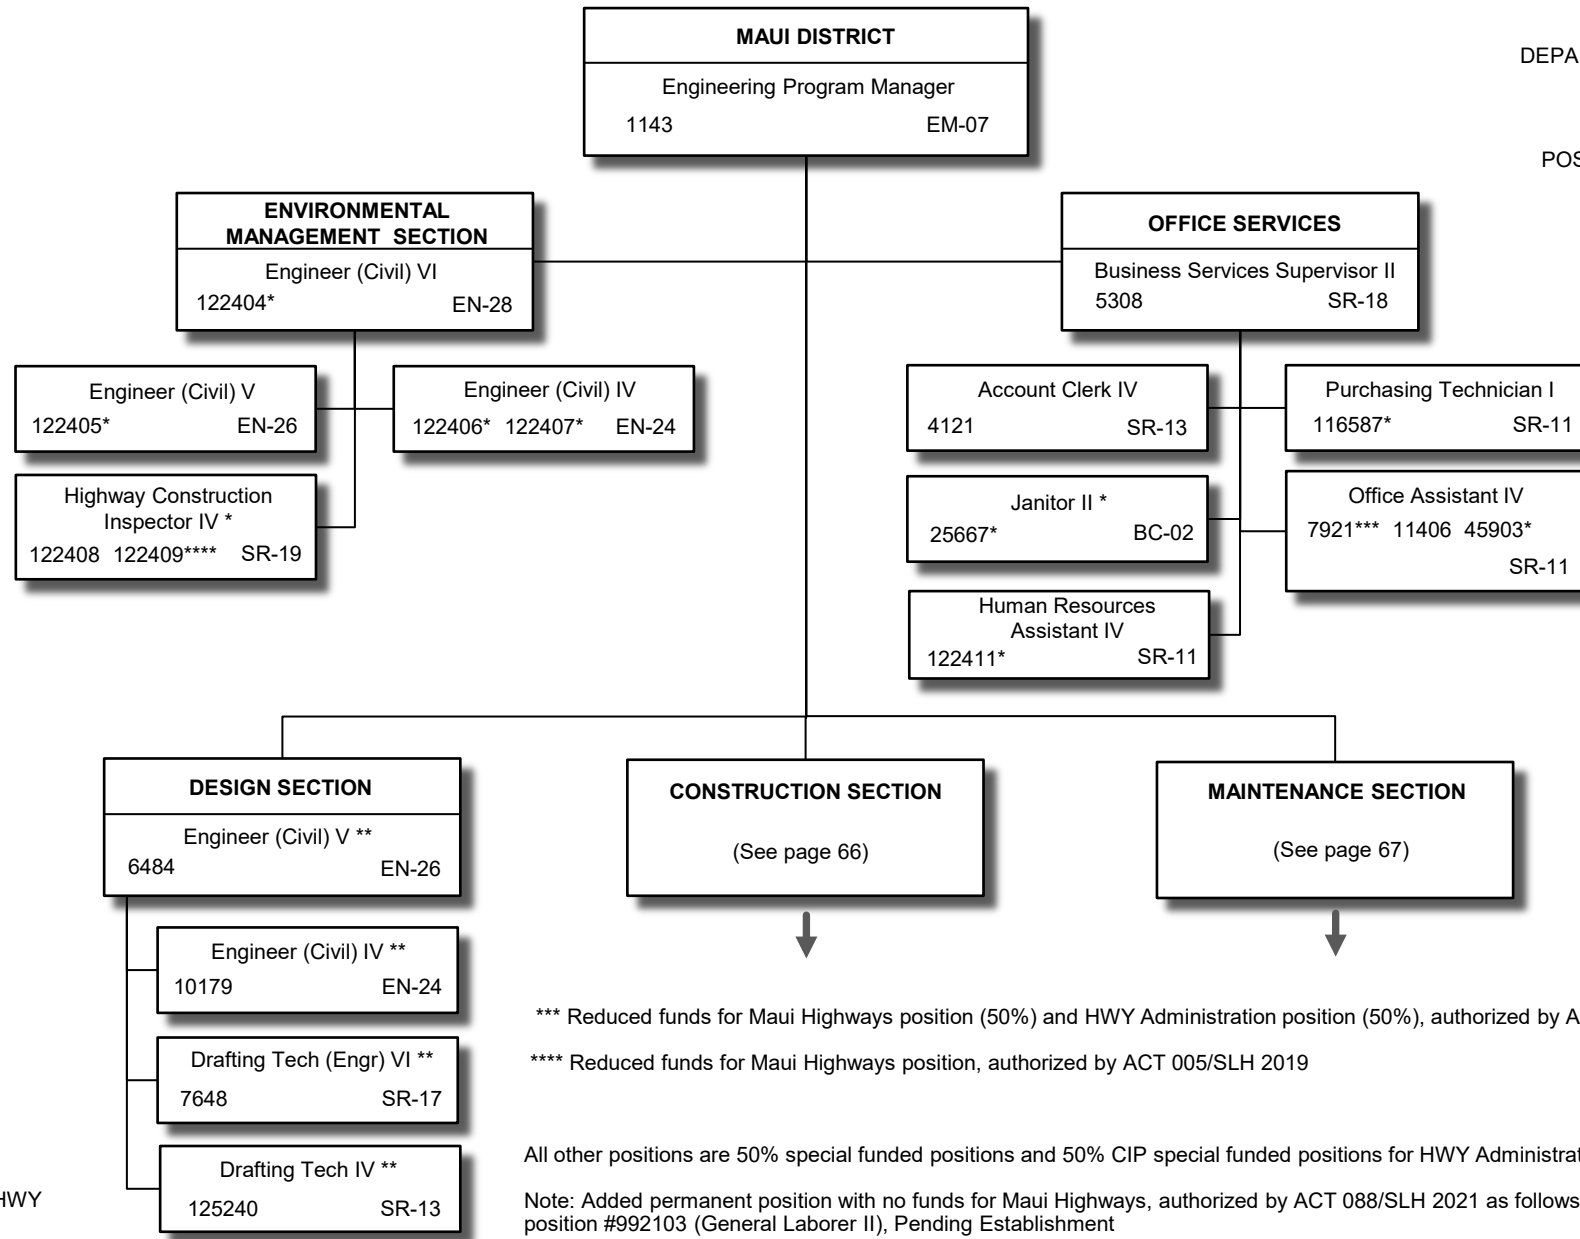 MAUI DISTRICT
Engineering Program Manager
1143 EM-07
DEPA
POS
ENVIRONMENTAL
MANAGEMENT SECTION
Engineer (Civil) VI
122404* EN-28
OFFICE SERVICES
Business Services Supervisor II
5308 SR-18
Engineer (Civil) V
122405* EN-26
Engineer (Civil) IV
122406* 122407* EN-24
Highway Construction
Inspector IV *
122408 122409**** SR-19
Account Clerk IV
4121 SR-13
Purchasing Technician I
116587* SR-11
Janitor II *
25667* BC-02
Office Assistant IV
7921*** 11406 45903*
SR-11
Human Resources
Assistant IV
122411* SR-11
DESIGN SECTION
Engineer (Civil) V **
6484 EN-26
CONSTRUCTION SECTION
(See page 66)
MAINTENANCE SECTION
(See page 67)
Engineer (Civil) IV **
10179 EN-24
Drafting Tech (Engr) VI **
7648 SR-17
Drafting Tech IV **
125240 SR-13
*** Reduced funds for Maui Highways position (50%) and HWY Administration position (50%), authorized by A
**** Reduced funds for Maui Highways position, authorized by ACT 005/SLH 2019
All other positions are 50% special funded positions and 50% CIP special funded positions for HWY Administrat
HWY
Note: Added permanent position with no funds for Maui Highways, authorized by ACT 088/SLH 2021 as follows
position #992103 (General Laborer II), Pending Establishment